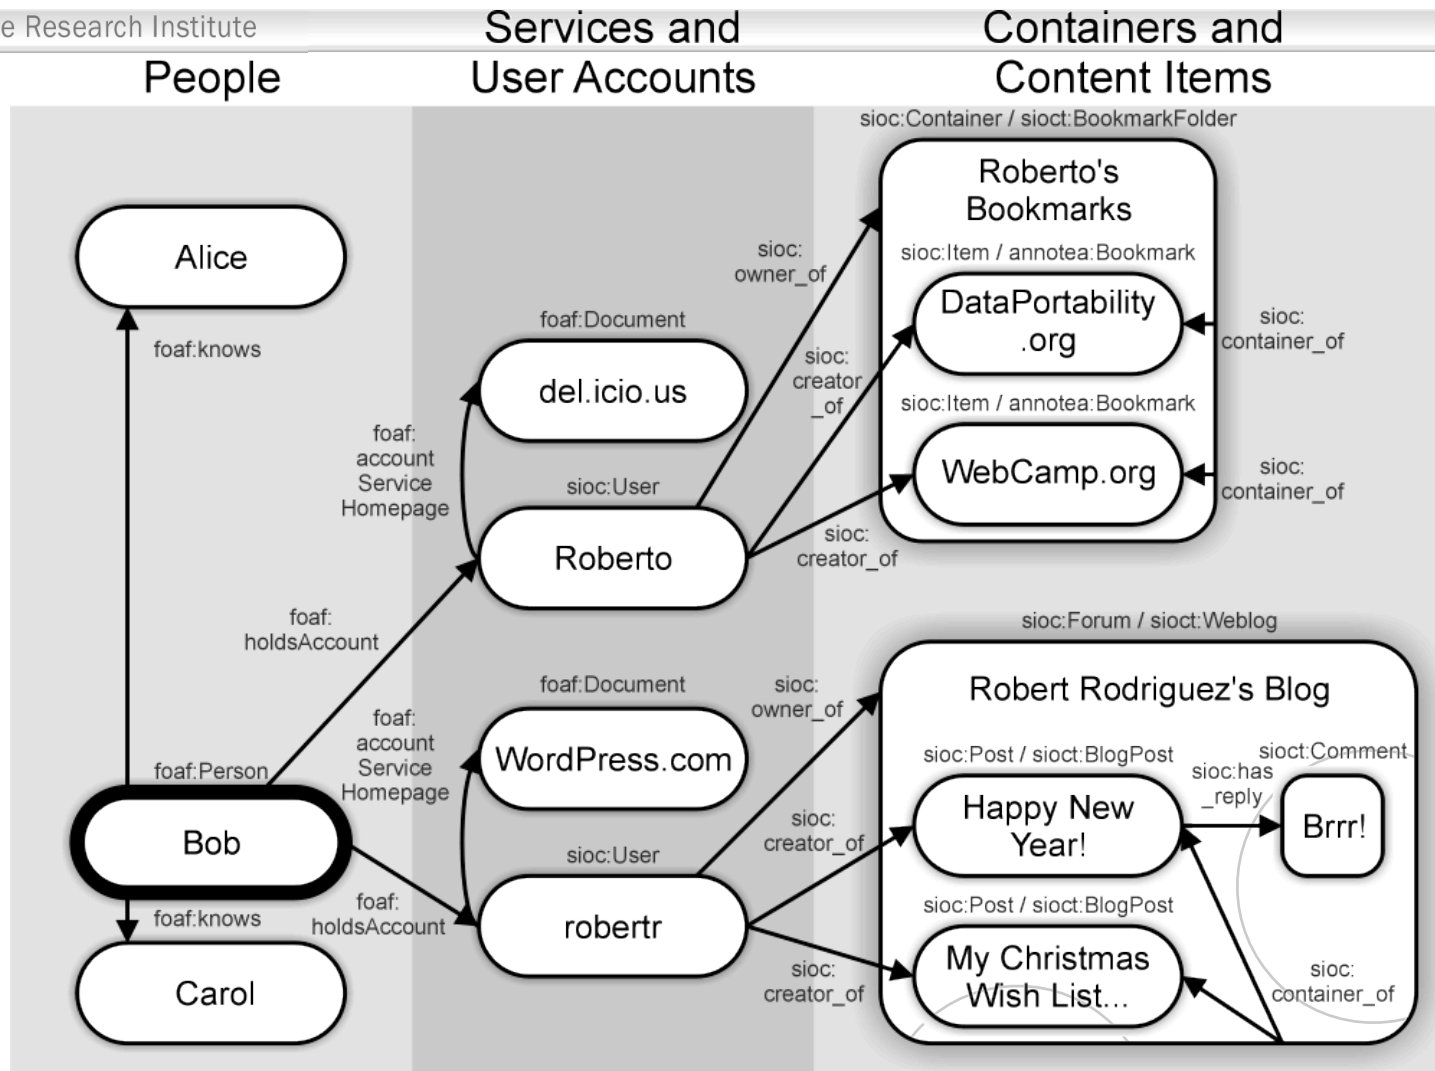 e Research Institute
Services and
User Accounts
Containers and
Content Items
People
sioc:Container / sioct:BookmarkFolder
Roberto's
Bookmarks
sioc:Item / annotea:Bookmark
DataPortability
.org
sioc:
container_of
sioc:Item / annotea:Bookmark
WebCamp.org
sioc:
container_of
Alice
foaf:knows
sioc:
owner_of
foaf:Document
del.icio.us
sioc:
creator
_of
foaf:
account
Service
Homepage
sioc:User
Roberto
sioc:
creator_of
foaf:
holdsAccount
sioc:Forum / sioct:Weblog
Robert Rodriguez's Blog
foaf:Document
WordPress.com
sioc:
owner_of
foaf:
account
Service
Homepage
foaf:Person
Bob
sioc:Post / sioct:BlogPost
Happy New
Year!
sioc:has
_reply
sioct:Comment
Brrr!
sioc:
creator_of
sioc:User
robertr
foaf:
holdsAccount
foaf:knows
Carol
sioc:Post / sioct:BlogPost
My Christmas
Wish List...
sioc:
creator_of
sioc:
container_of